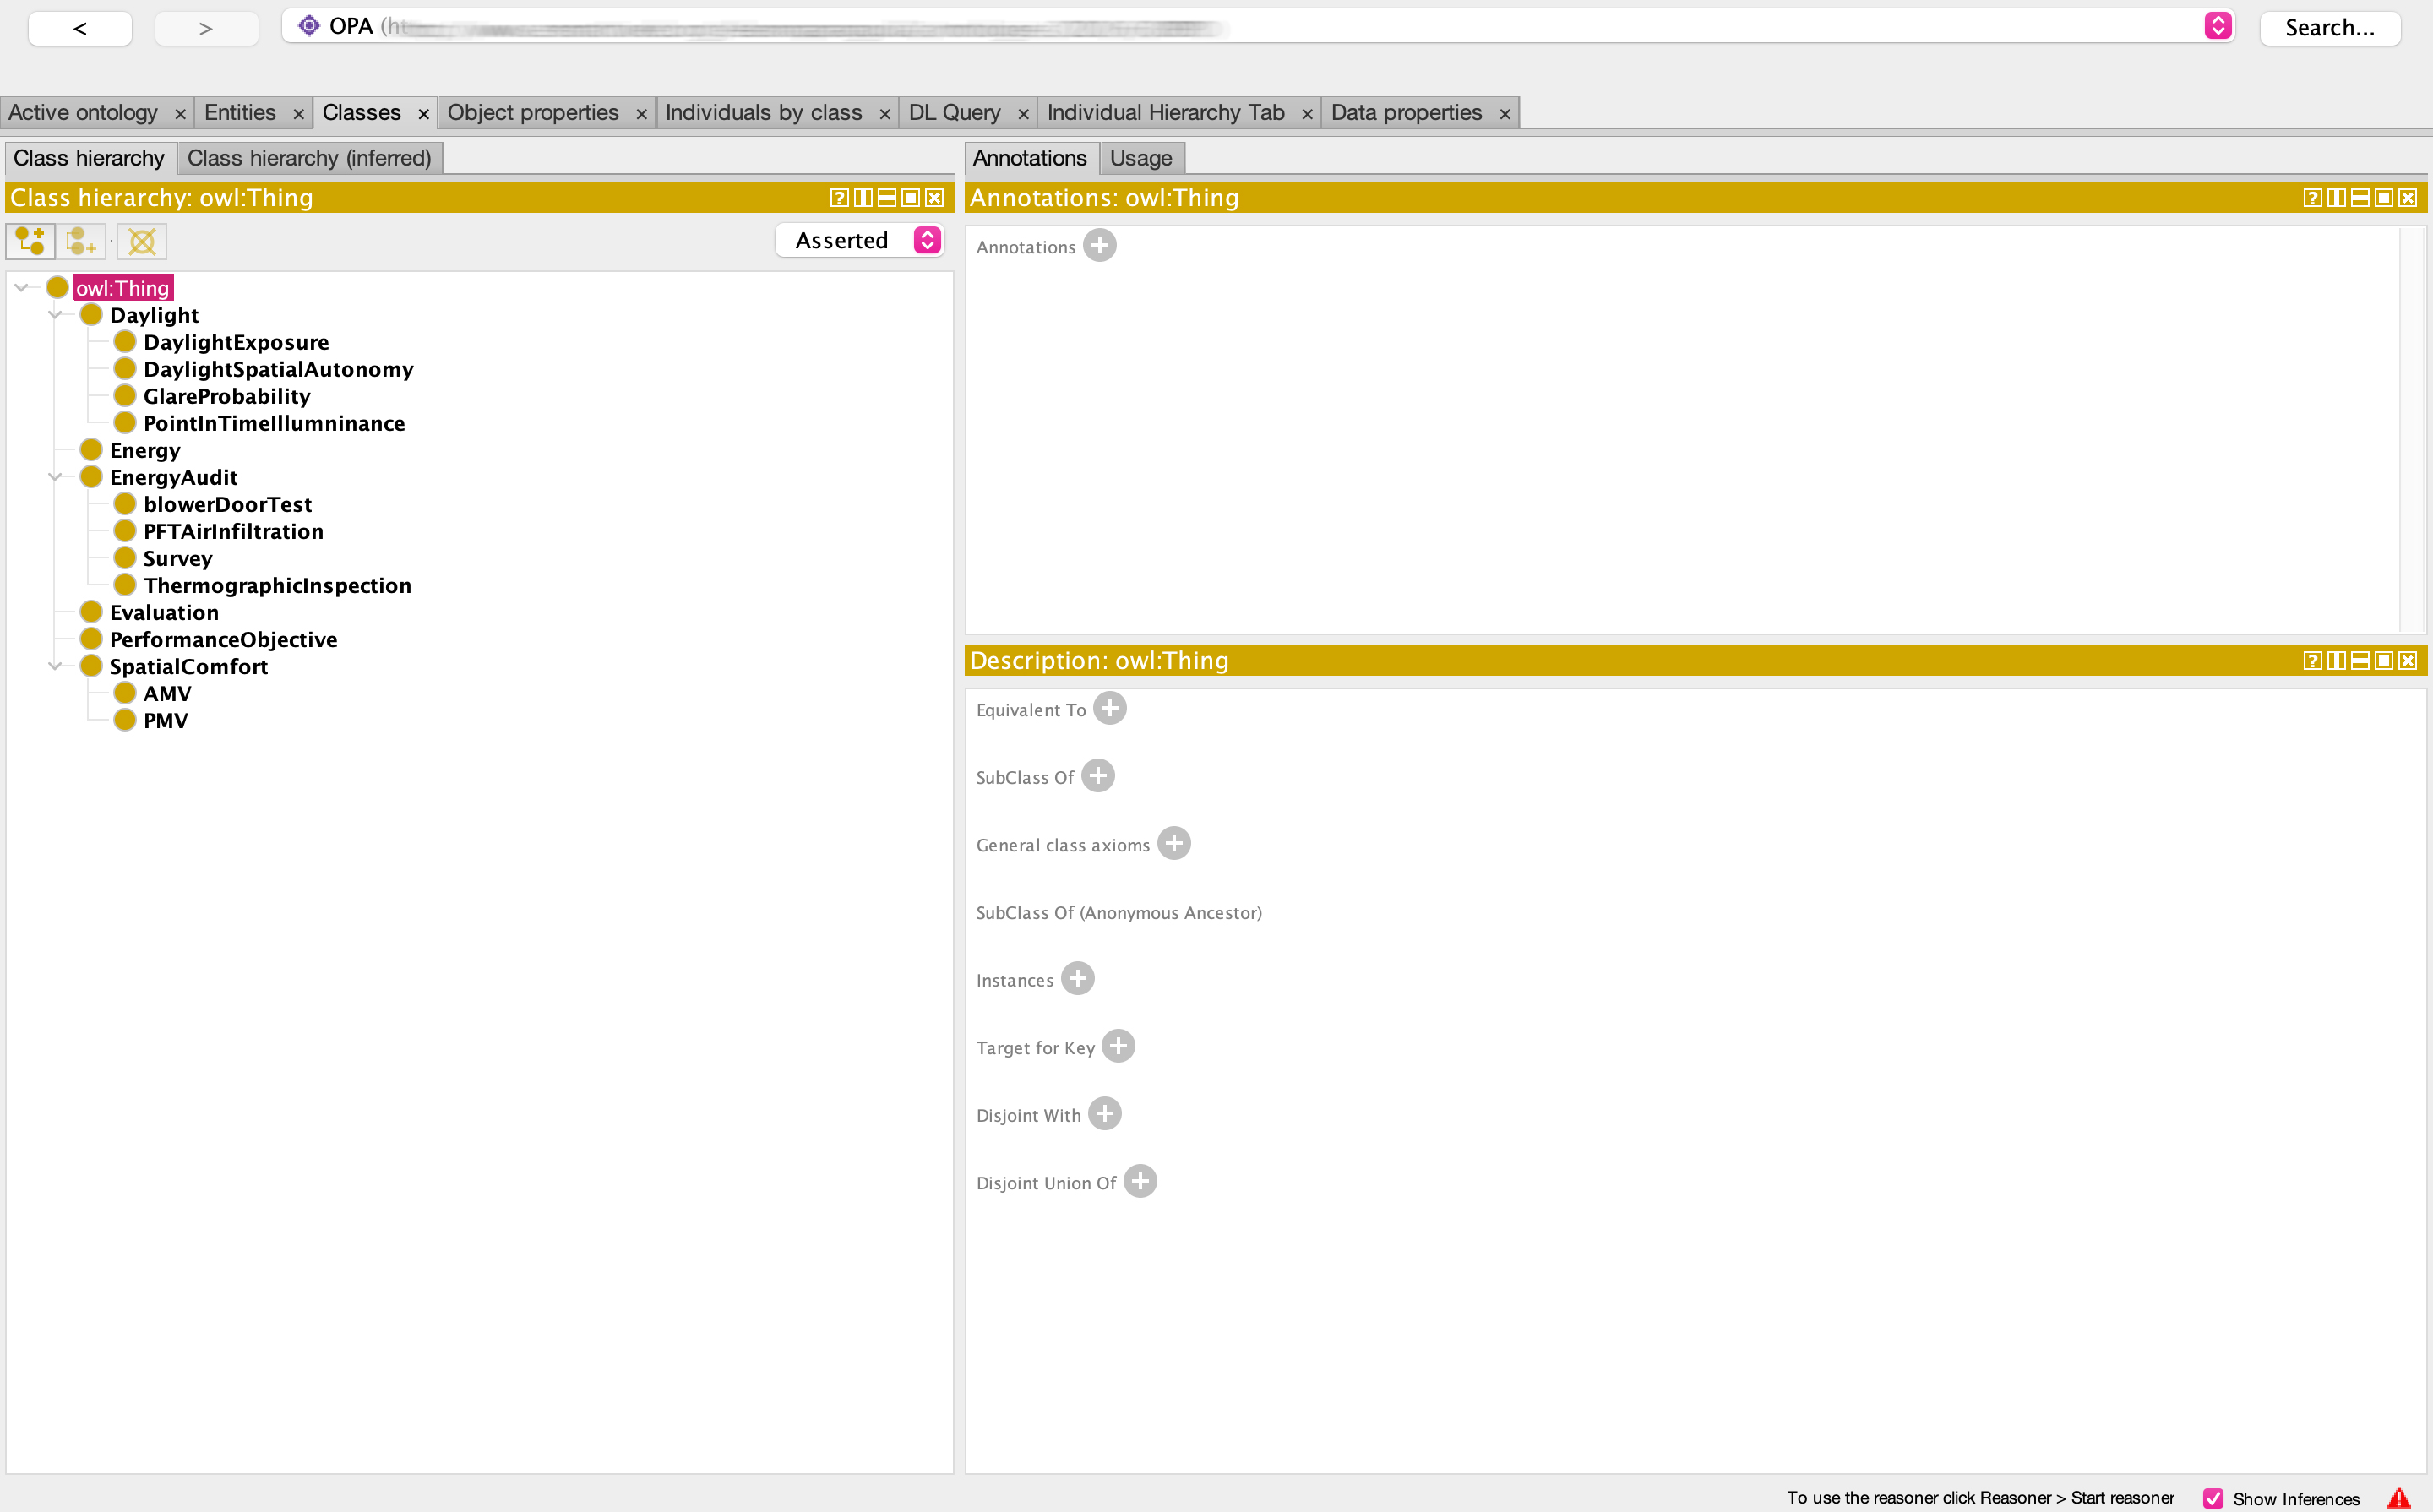 <
>
OPA
Search...
Active ontology × Entities × Classes × Object properties × Individuals by class × DL Query × Individual Hierarchy Tab × Data properties ×
Class hierarchy Class hierarchy (inferred)
Class hierarchy: owl:Thing
Asserted
owl:Thing
Daylight
DaylightExposure
DaylightSpatialAutonomy
GlareProbability
PointInTimeIllumninance
Energy
EnergyAudit
blowerDoorTest
PFTAirInfiltration
Survey
ThermographicInspection
Evaluation
PerformanceObjective
SpatialComfort
AMV
PMV
Annotations Usage
Annotations: owl:Thing
Annotations
Description: owl:Thing
Equivalent To
SubClass Of
General class axioms
SubClass Of (Anonymous Ancestor)
Instances
Target for Key
Disjoint With
Disjoint Union Of
To use the reasoner click Reasoner > Start reasoner Show Inferences